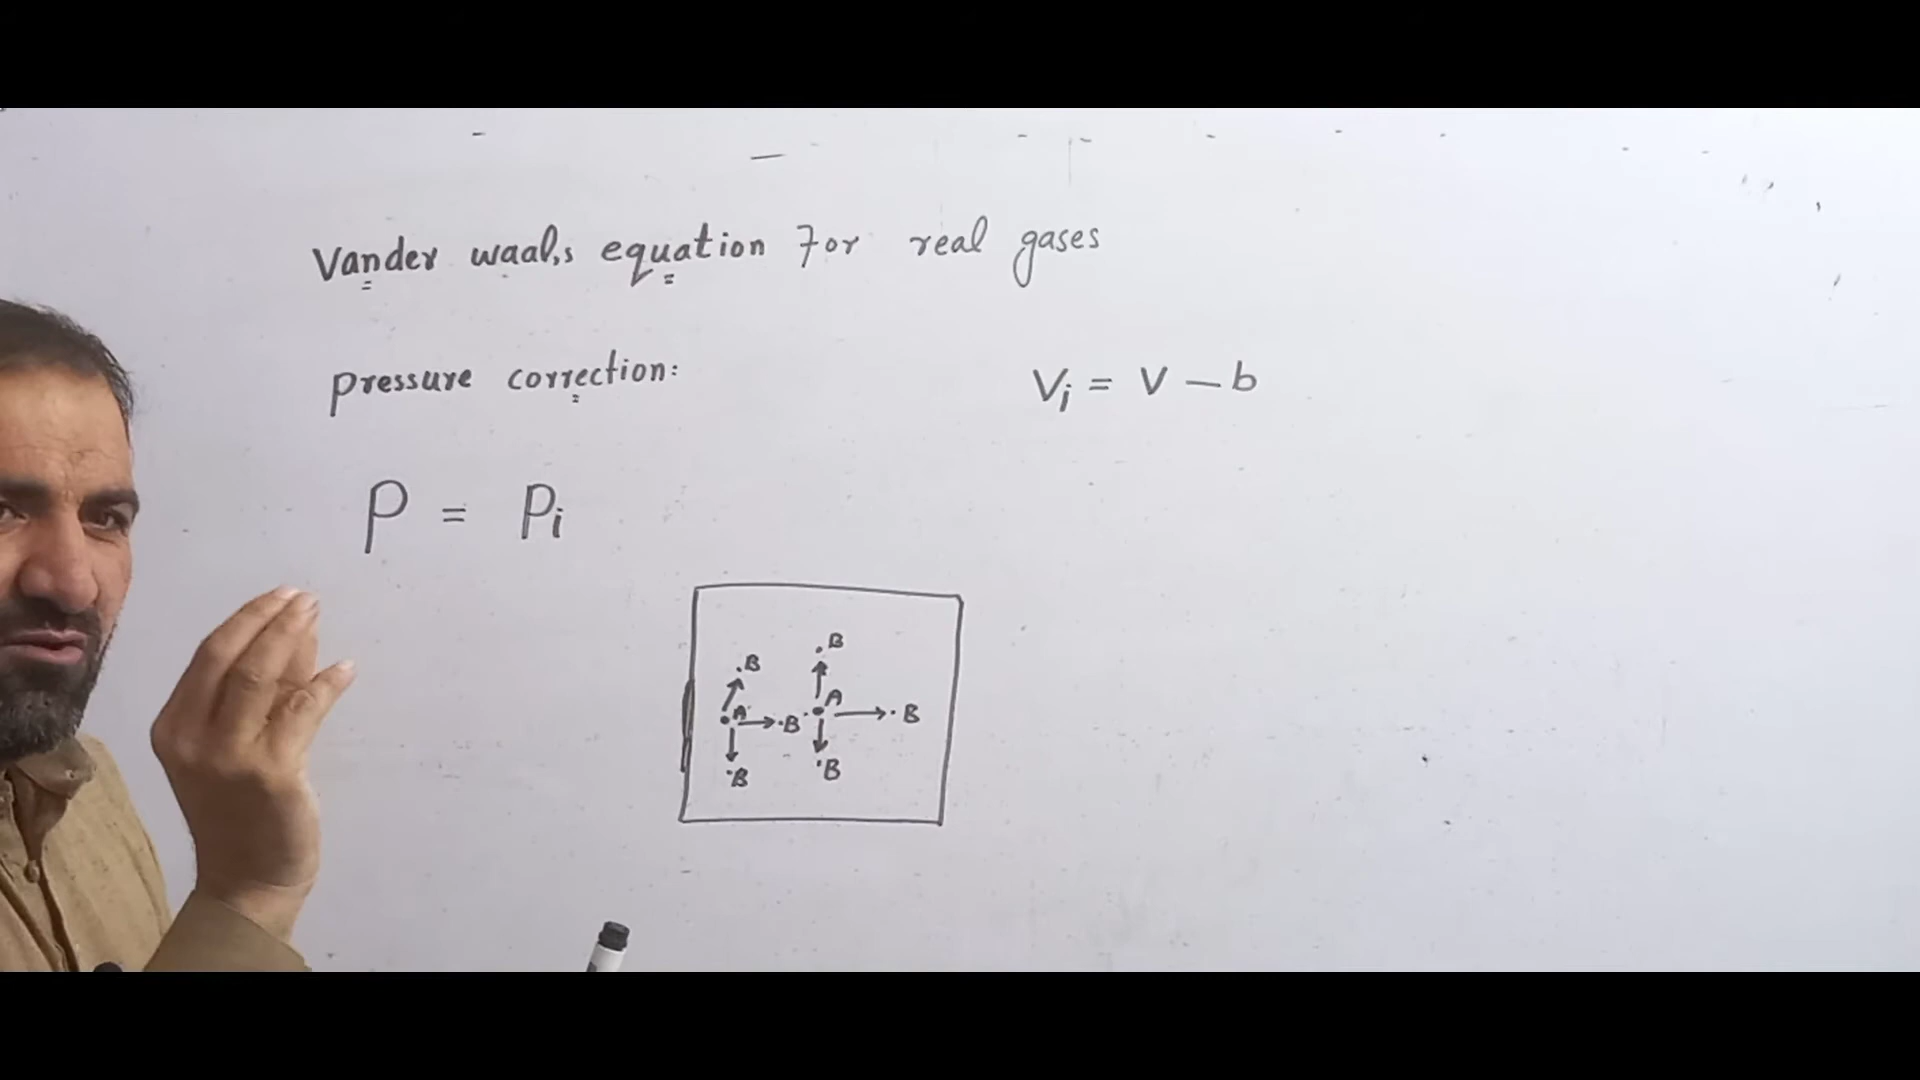 Vander waal,s equation For real gases
pressure correction:
Vi = V – b
P = Pi
B
B
A
A
B
B
B
B